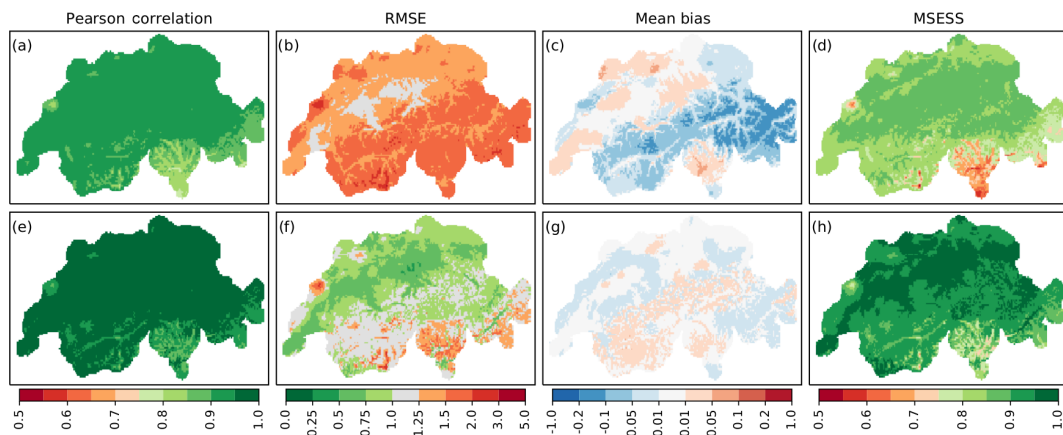 Pearson correlation RMSE Mean bias MSESS
(a) (b) (c) (d)
(e) (f) (g) (h)
0.5 0.6 0.7 0.8 0.9 1.0 0.0 0.25 0.5 0.75 1.0 1.25 1.5 2.0 3.0 5.0 -1.0 -0.2 -0.1 0.05 0.01 0.01 0.05 0.1 0.2 1.0 0.5 0.6 0.7 0.8 0.9 1.0